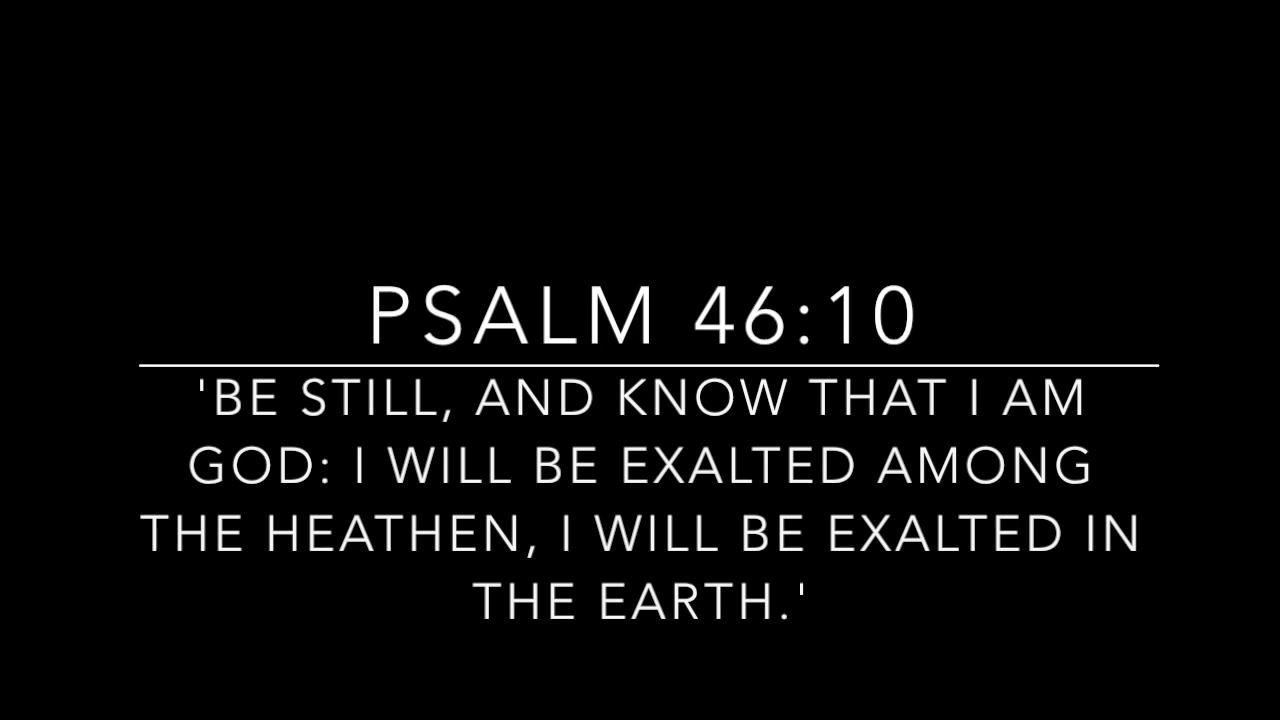 PSALM 46:10
'BE STILL, AND KNOW THAT I AM
GOD: I WILL BE EXALTED AMONG
THE HEATHEN, I WILL BE EXALTED IN
THE EARTH.'